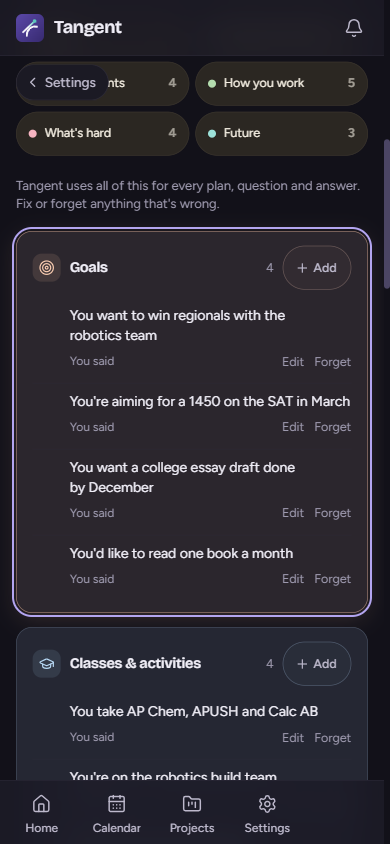 Tangent
Settings
nts 4
How you work 5
What's hard 4
Future 3
Tangent uses all of this for every plan, question and answer.
Fix or forget anything that's wrong.
Goals 4 + Add
You want to win regionals with the
robotics team
You said Edit Forget
You're aiming for a 1450 on the SAT in March
You said Edit Forget
You want a college essay draft done
by December
You said Edit Forget
You'd like to read one book a month
You said Edit Forget
Classes & activities 4 + Add
You take AP Chem, APUSH and Calc AB
You said Edit Forget
You're on the robotics build team
Home Calendar Projects Settings